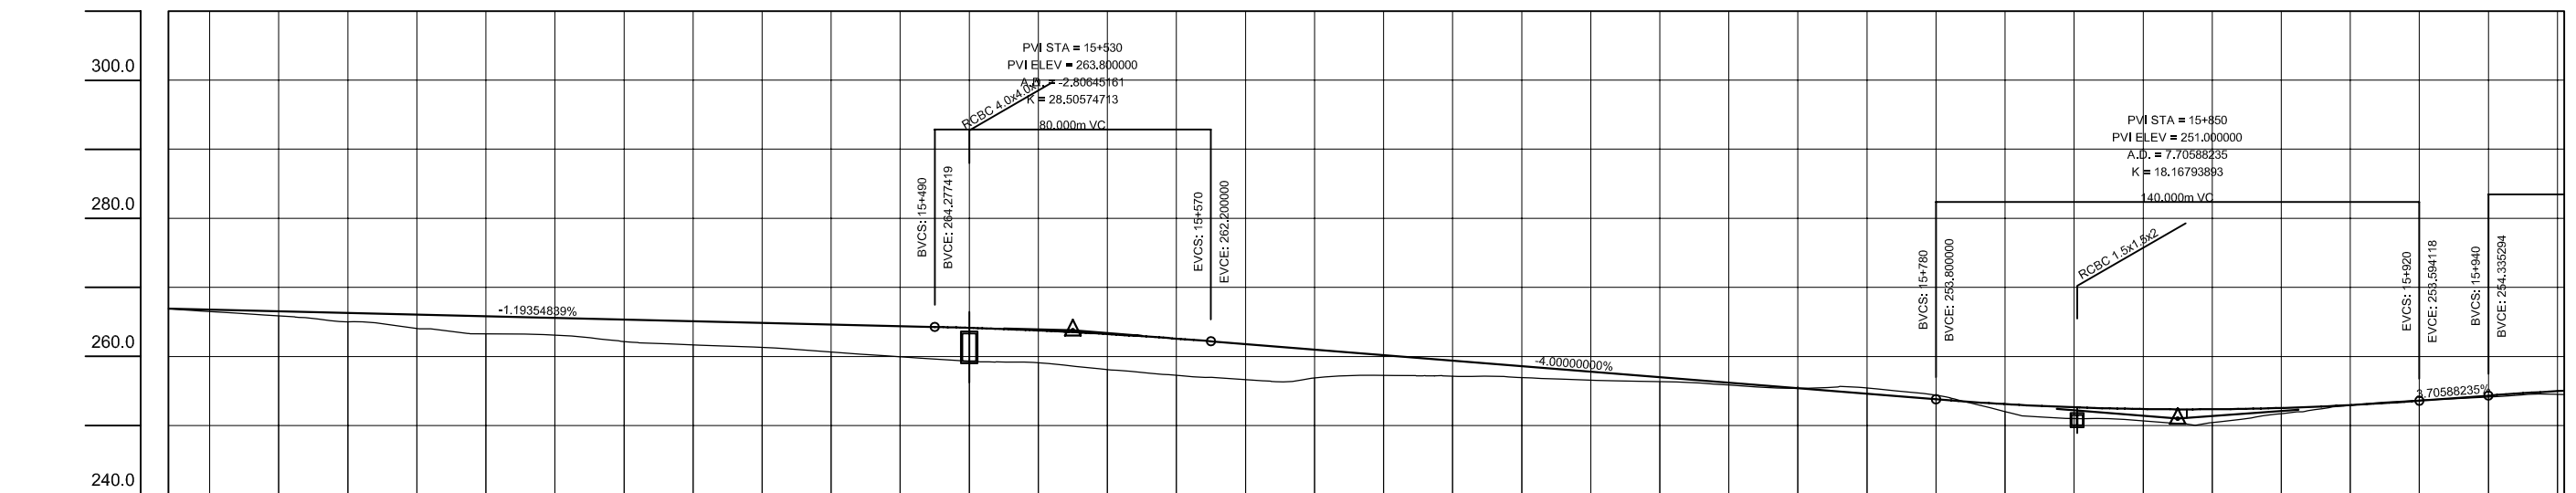 300.0
280.0
260.0
240.0
PVI STA = 15+530
PVI ELEV = 263.800000
A.D. = -2.80645161
K = 28.50574713
80.000m VC
RCBC 4.0x4.0x
BVCS: 15+490
BVCE: 264.277419
EVCS: 15+570
EVCE: 262.200000
-1.19354839%
-4.00000000%
PVI STA = 15+850
PVI ELEV = 251.000000
A.D. = 7.70588235
K = 18.16793893
140.000m VC
RCBC 1.5x1.5x2
BVCS: 15+780
BVCE: 253.800000
EVCS: 15+920
EVCE: 253.594118
BVCS: 15+940
BVCE: 254.335294
3.70588235%